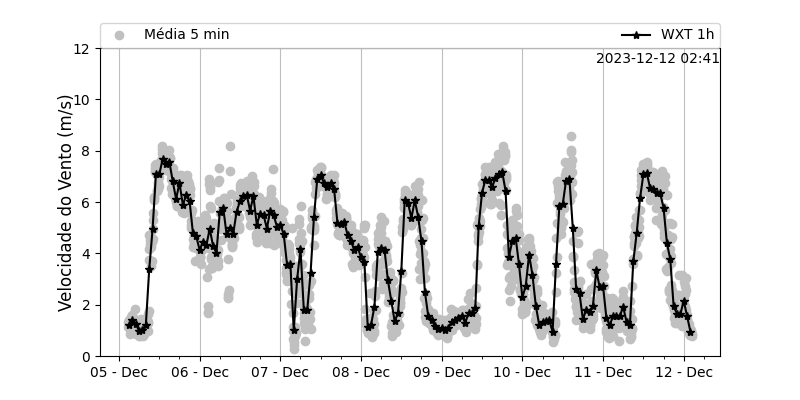 Média 5 min
WXT 1h
2023-12-12 02:41
Velocidade do Vento (m/s)
12
10
8
6
4
2
0
05 - Dec 06 - Dec 07 - Dec 08 - Dec 09 - Dec 10 - Dec 11 - Dec 12 - Dec